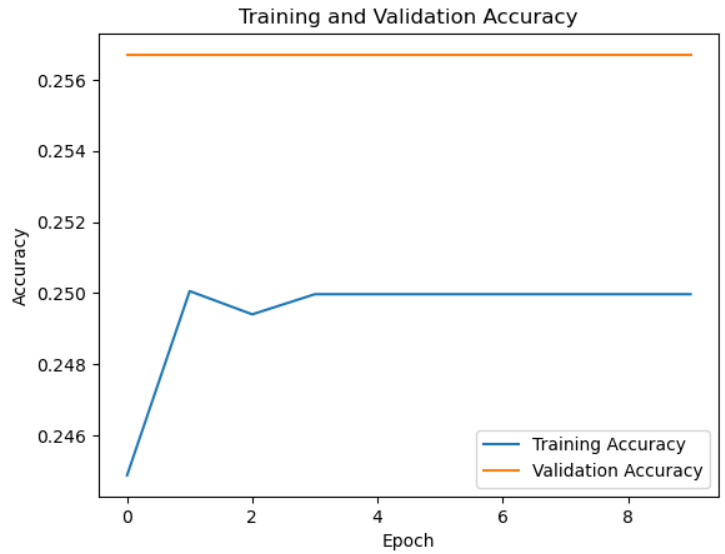 Training and Validation Accuracy
Accuracy
0.256
0.254
0.252
0.250
0.248
0.246
Training Accuracy
Validation Accuracy
0 2 4 6 8
Epoch